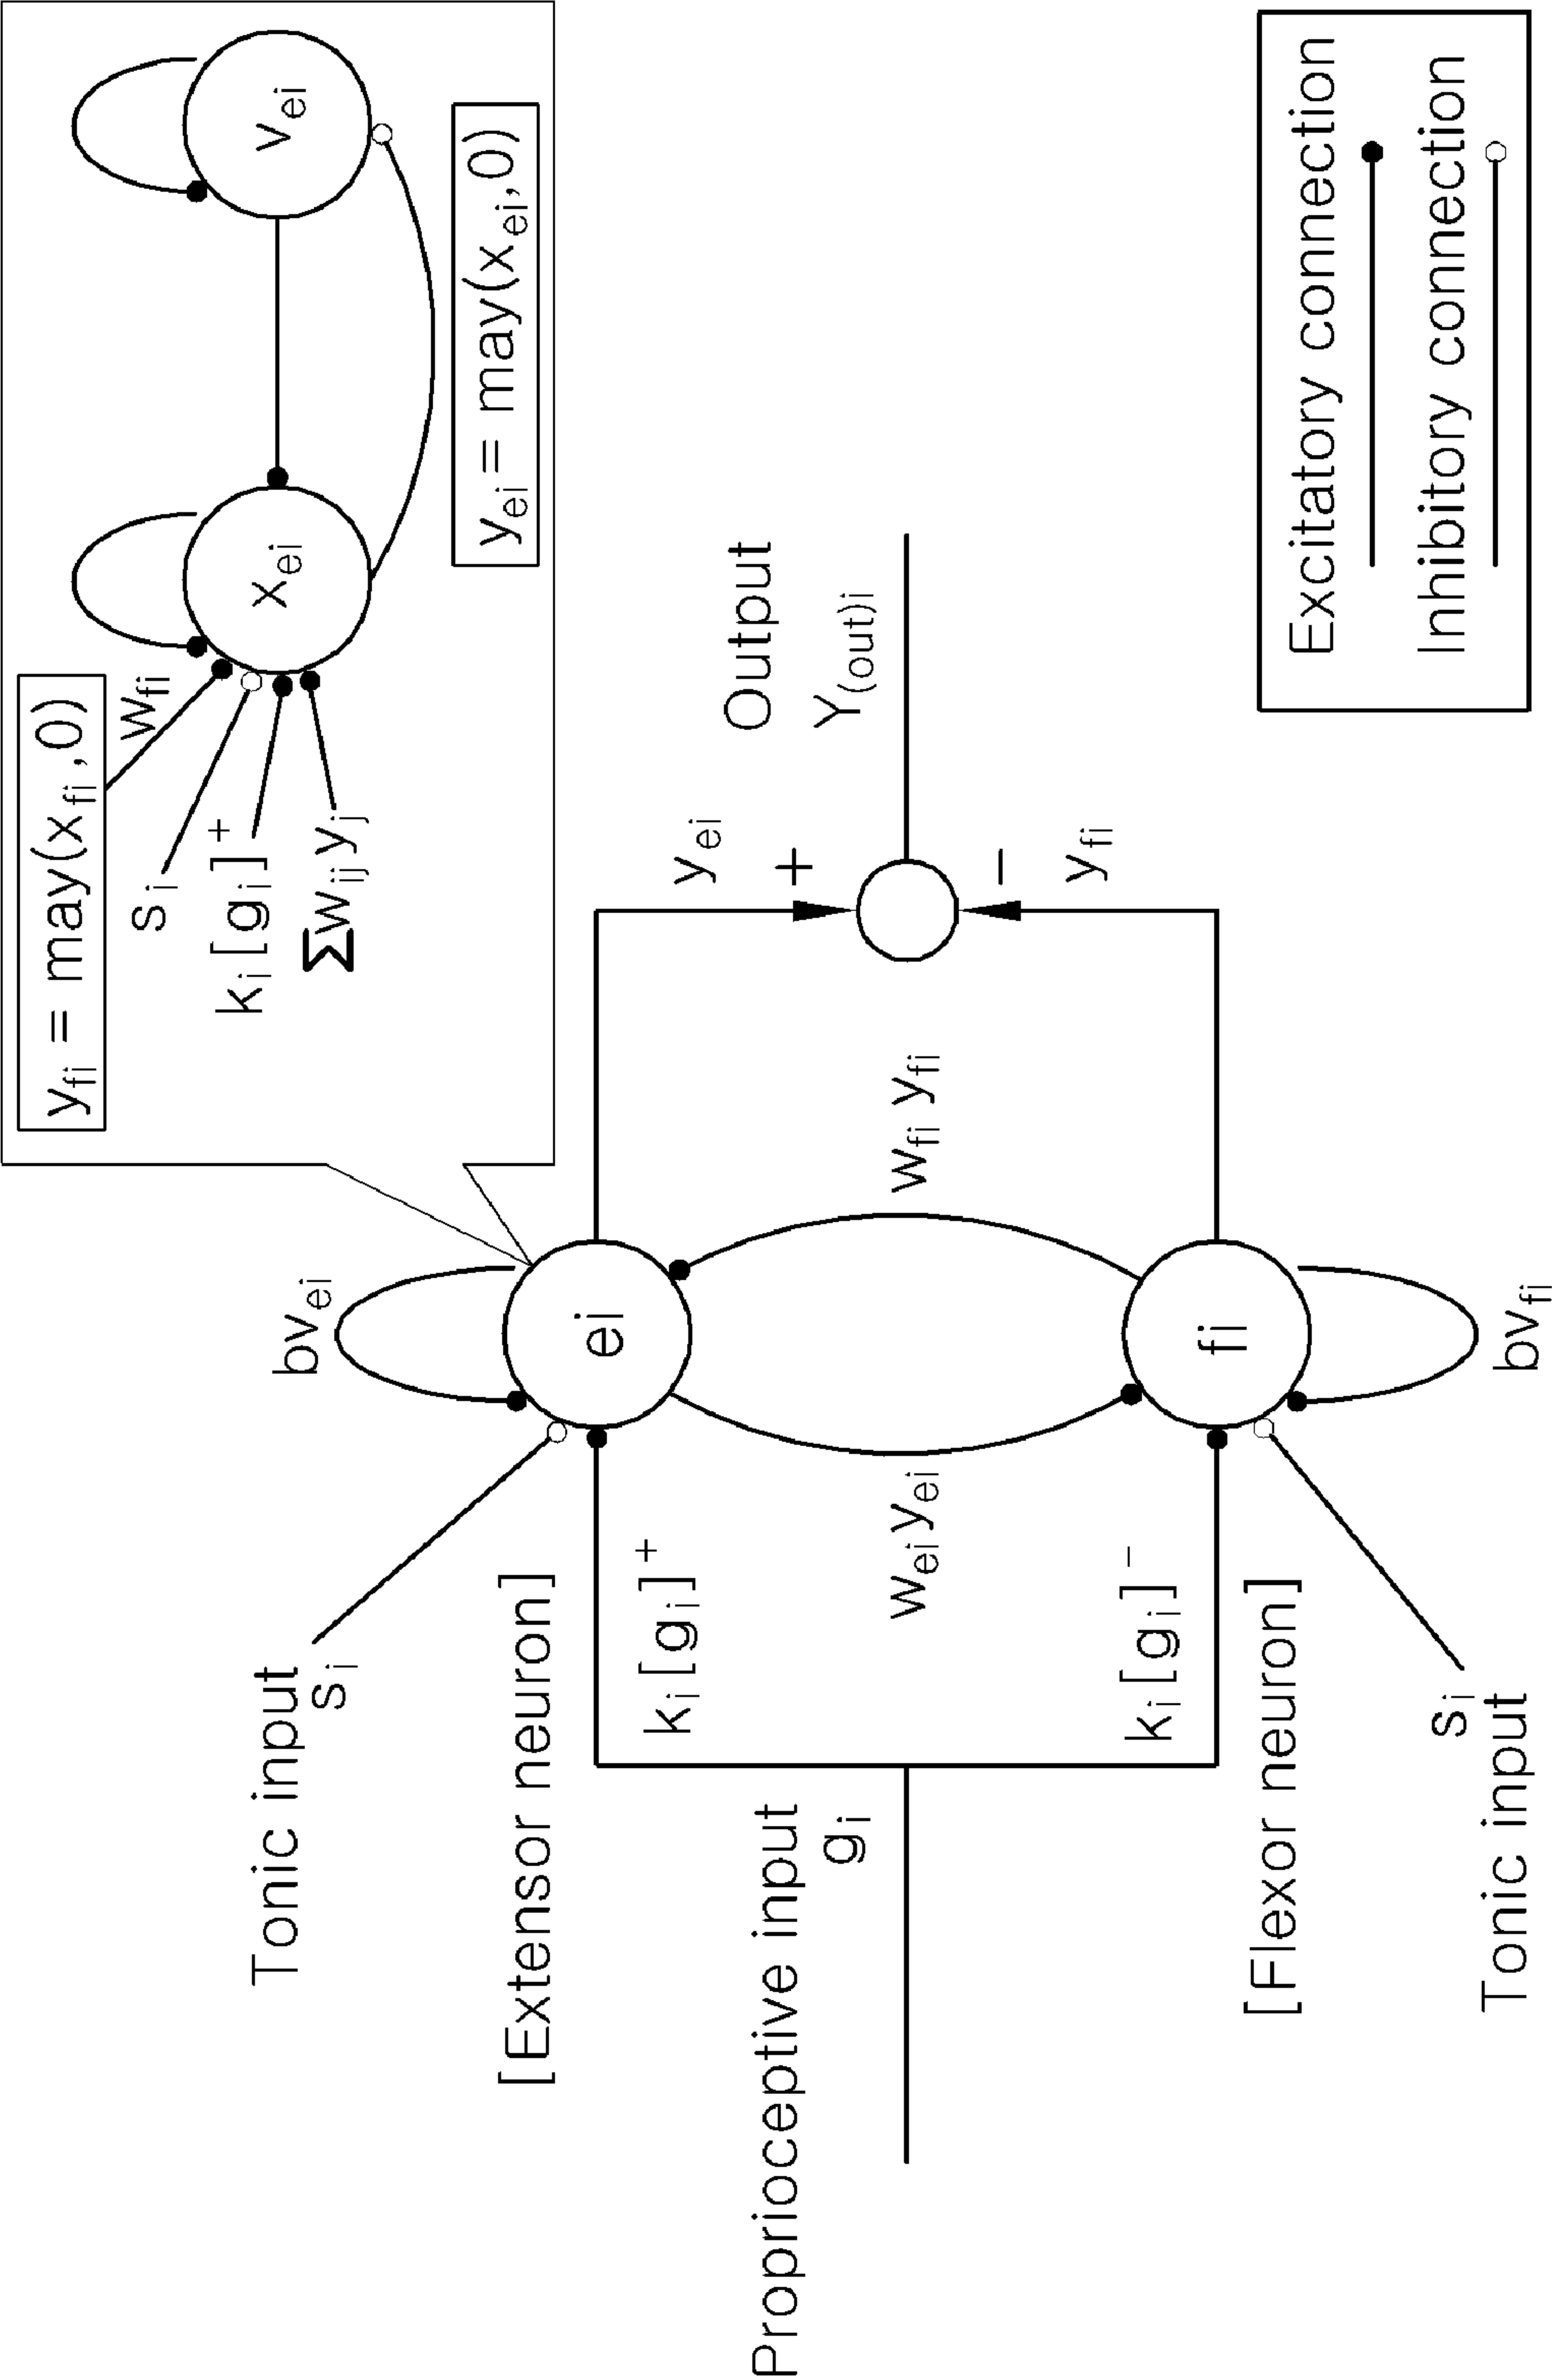 y_fi = may(x_fi,0)
w_fi
s_i
k_i[g_i]^+
Σw_ij y_j
x_ei
v_ei
y_ei = may(x_ei,0)
Tonic input
s_i
bv_ei
[Extensor neuron]
ei
k_i[g_i]^+
y_ei
+
Output
Y_(out)i
Proprioceptive input
g_i
w_ei y_ei
w_fi y_fi
−
y_fi
k_i[g_i]^−
[Flexor neuron]
fi
s_i
Tonic input
bv_fi
Excitatory connection
Inhibitory connection